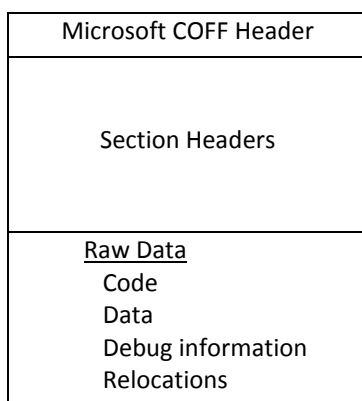 Microsoft COFF Header
Section Headers
Raw Data
Code
Data
Debug information
Relocations